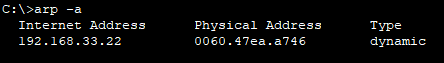 C:\>arp -a
Internet Address Physical Address Type
192.168.33.22 0060.47ea.a746 dynamic